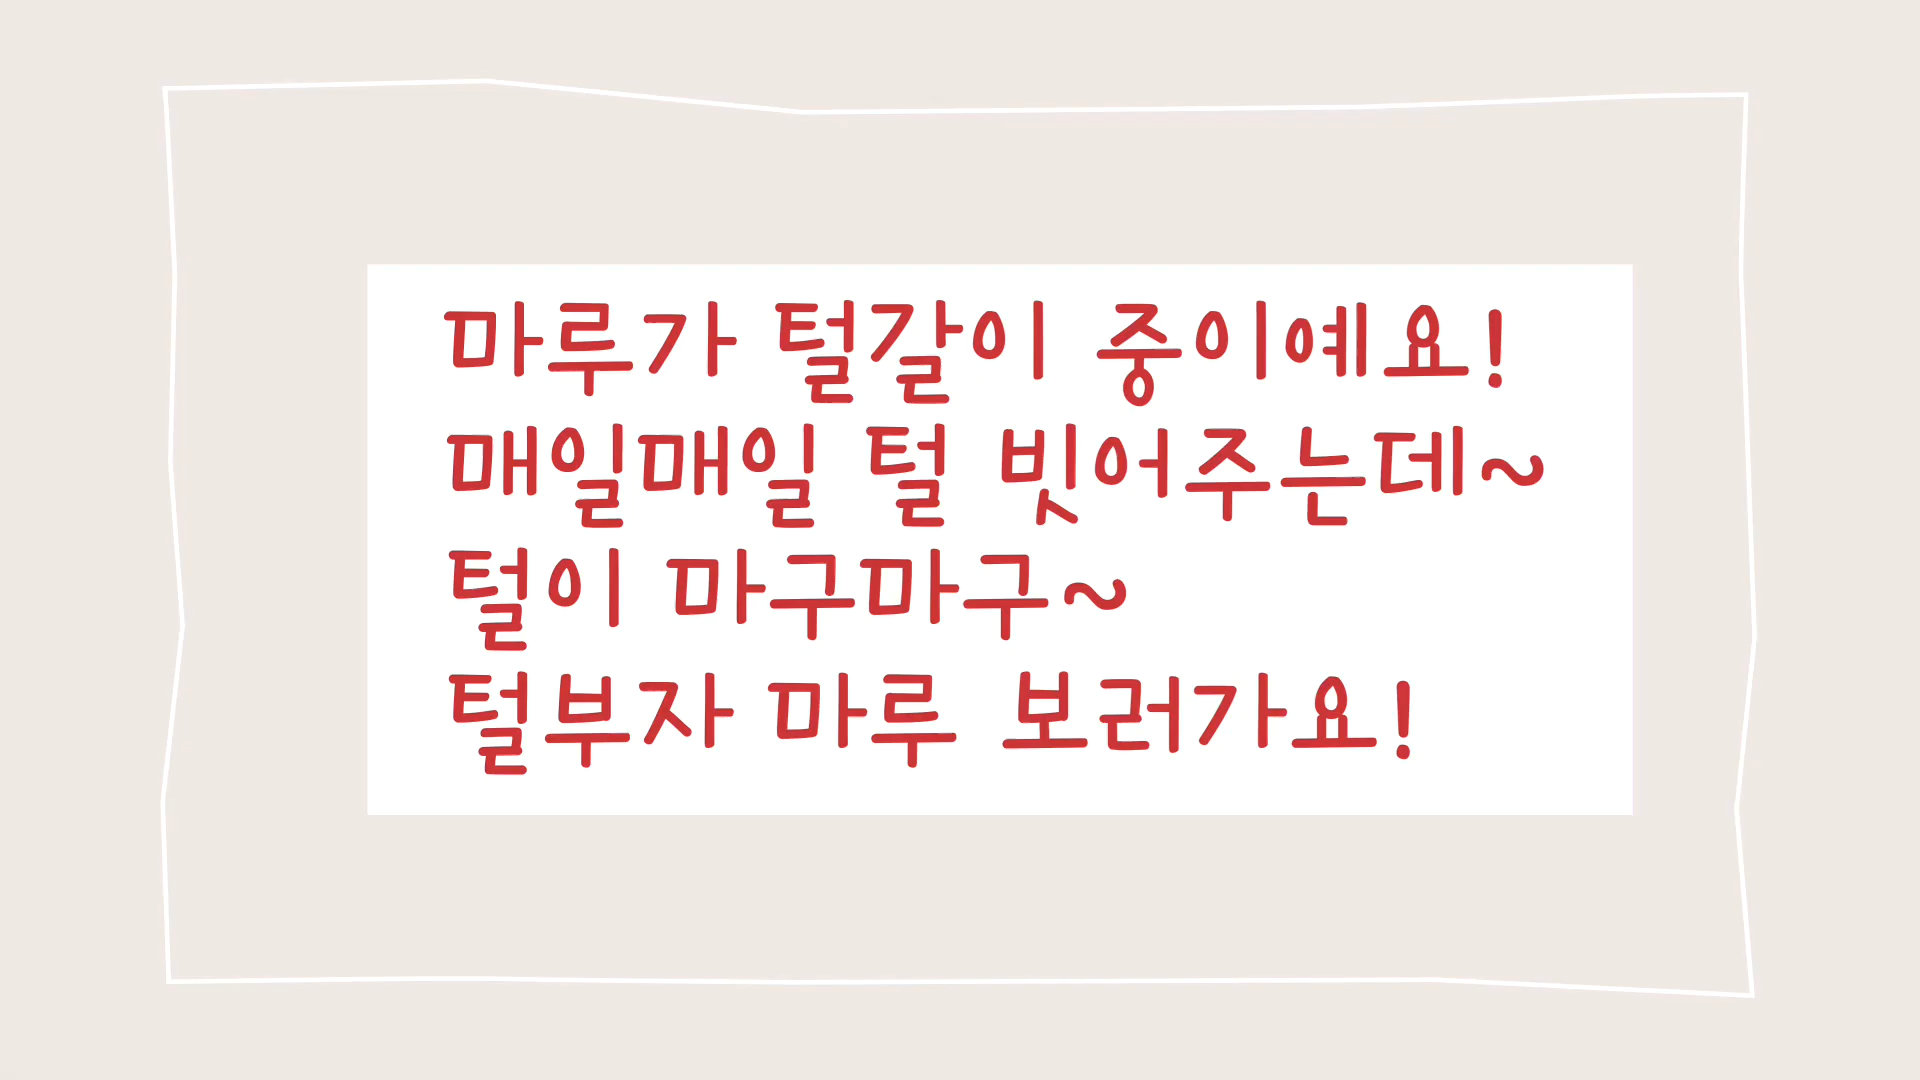 마루가 털갈이 중이예요!
매일매일 털 빗어주는데~
털이 마구마구~
털부자 마루 보러가요!